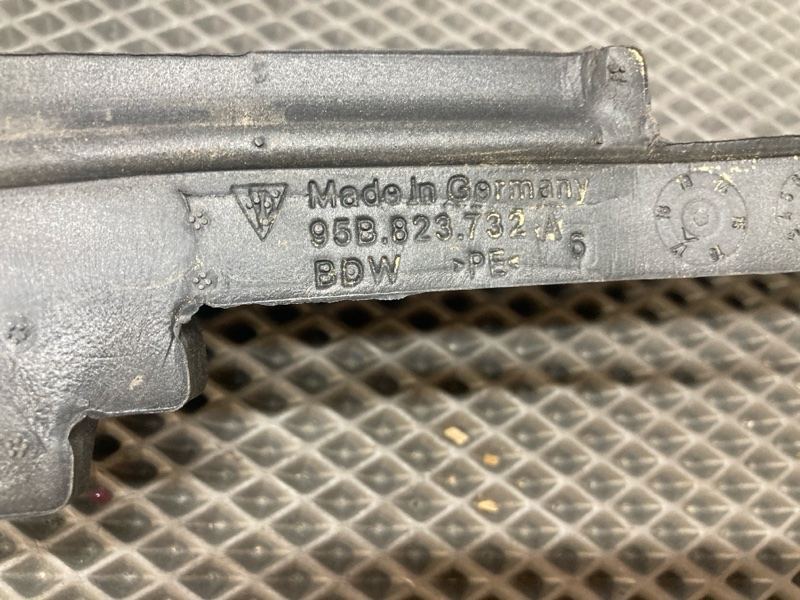 Made in Germany
95B.823.732 A
BDW >PE< 6